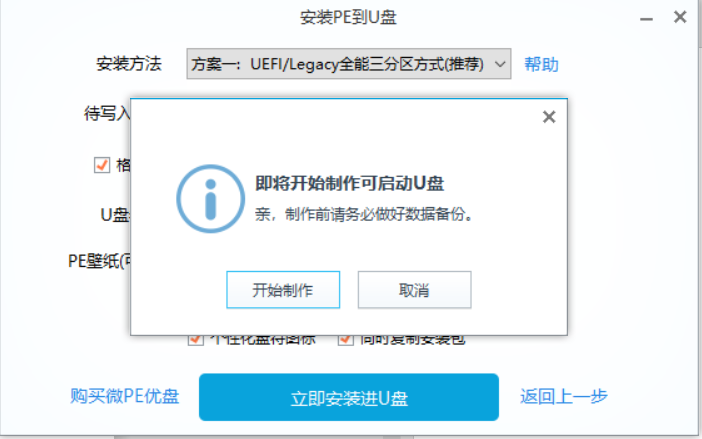 安装PE到U盘
安装方法 方案一：UEFI/Legacy全能三分区方式(推荐) 帮助
待写入
格
即将开始制作可启动U盘
亲，制作前请务必做好数据备份。
U盘
PE壁纸(可
开始制作 取消
个性化盘符图标 同时复制安装包
购买微PE优盘 立即安装进U盘 返回上一步